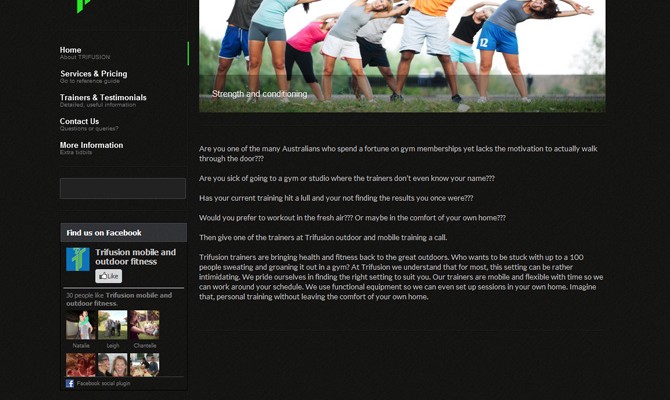 Home
About TRIFUSION
Services & Pricing
Go to reference guide
Trainers & Testimonials
Detailed, useful information
Contact Us
Questions or queries?
More Information
Extra tidbits
Find us on Facebook
Trifusion mobile and
outdoor fitness
Like
30 people like Trifusion mobile and
outdoor fitness.
Natalie Leigh Chantelle
Facebook social plugin
12
Strength and conditioning
Are you one of the many Australians who spend a fortune on gym memberships yet lacks the motivation to actually walk
through the door???
Are you sick of going to a gym or studio where the trainers don't even know your name???
Has your current training hit a lull and your not finding the results you once were???
Would you prefer to workout in the fresh air??? Or maybe in the comfort of your own home???
Then give one of the trainers at Trifusion outdoor and mobile training a call.
Trifusion trainers are bringing health and fitness back to the great outdoors. Who wants to be stuck with up to a 100
people sweating and groaning it out in a gym? At Trifusion we understand that for most, this setting can be rather
intimidating. We pride ourselves in finding the right setting to suit you. Our trainers are mobile and flexible with time so we
can work around your schedule. We use functional equipment so we can even set up sessions in your own home. Imagine
that, personal training without leaving the comfort of your own home.